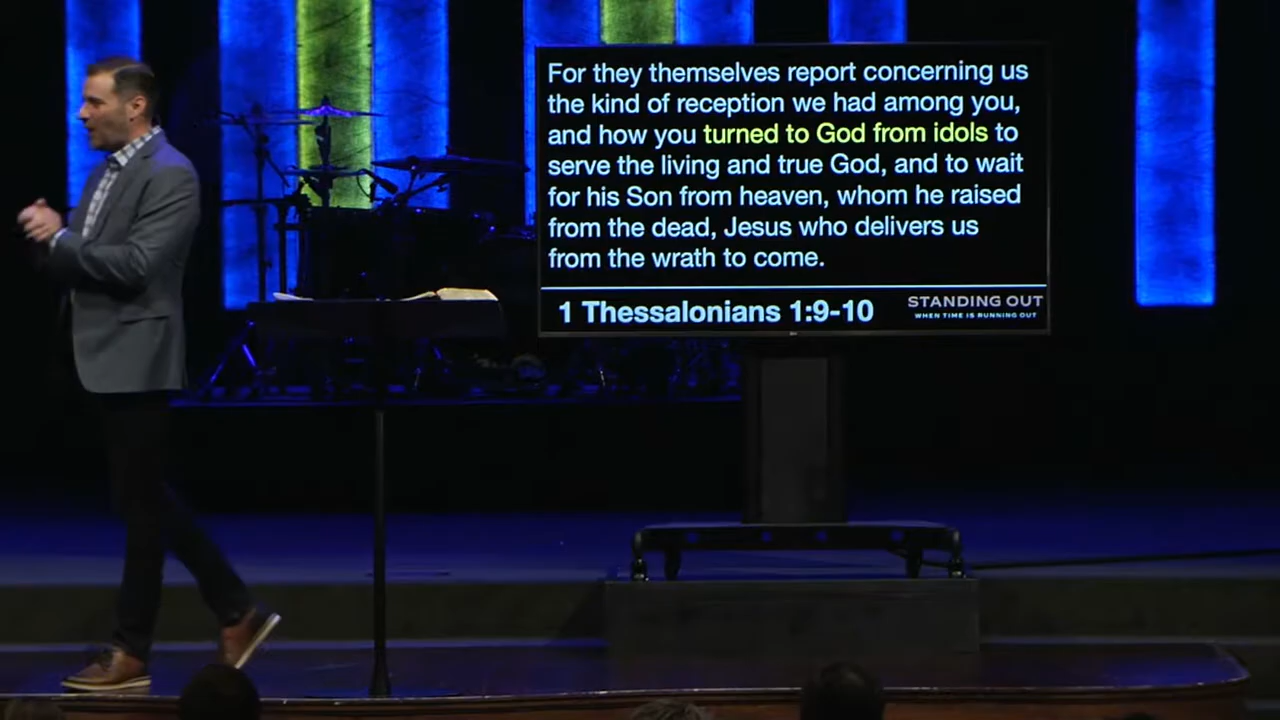 For they themselves report concerning us
the kind of reception we had among you,
and how you turned to God from idols to
serve the living and true God, and to wait
for his Son from heaven, whom he raised
from the dead, Jesus who delivers us
from the wrath to come.
1 Thessalonians 1:9-10
STANDING OUT
WHEN TIME IS RUNNING OUT